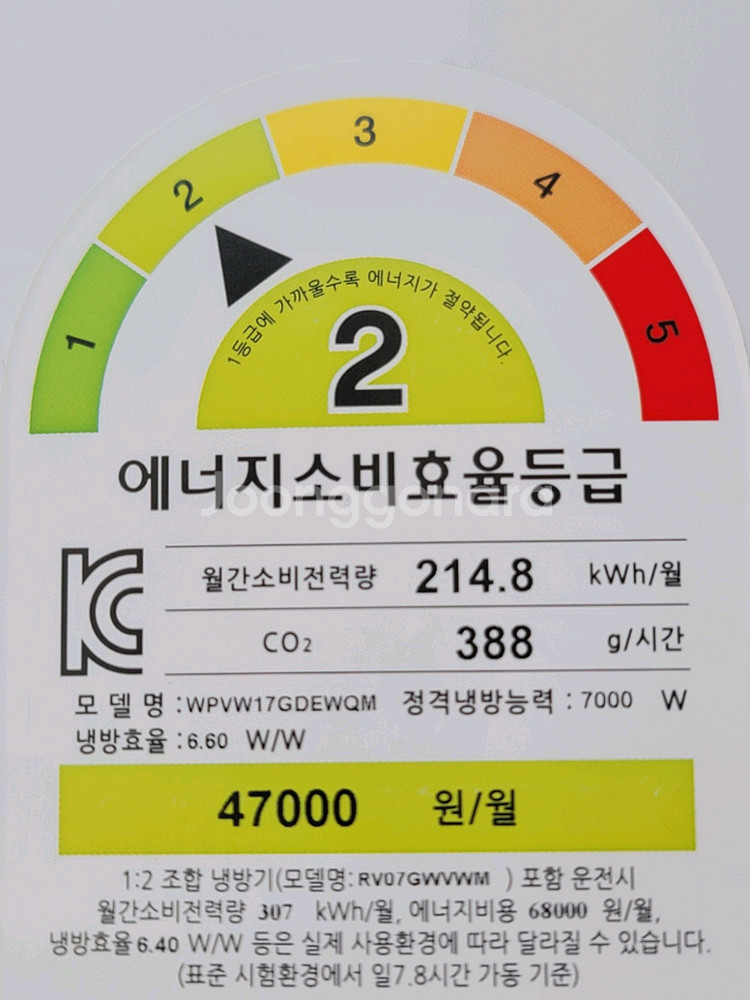 1
2
3
4
5
1등급에 가까울수록 에너지가 절약됩니다.
2
에너지소비효율등급
Joonggonara
월간소비전력량 214.8 kWh/월
CO₂ 388 g/시간
모 델 명 : WPVW17GDEWQM 정격냉방능력 : 7000 W
냉방효율 : 6.60 W/W
47000 원/월
1:2 조합 냉방기(모델명: RV07GWVWM ) 포함 운전시
월간소비전력량 307 kWh/월, 에너지비용 68000 원/월,
냉방효율 6.40 W/W 등은 실제 사용환경에 따라 달라질 수 있습니다.
(표준 시험환경에서 일7.8시간 가동 기준)